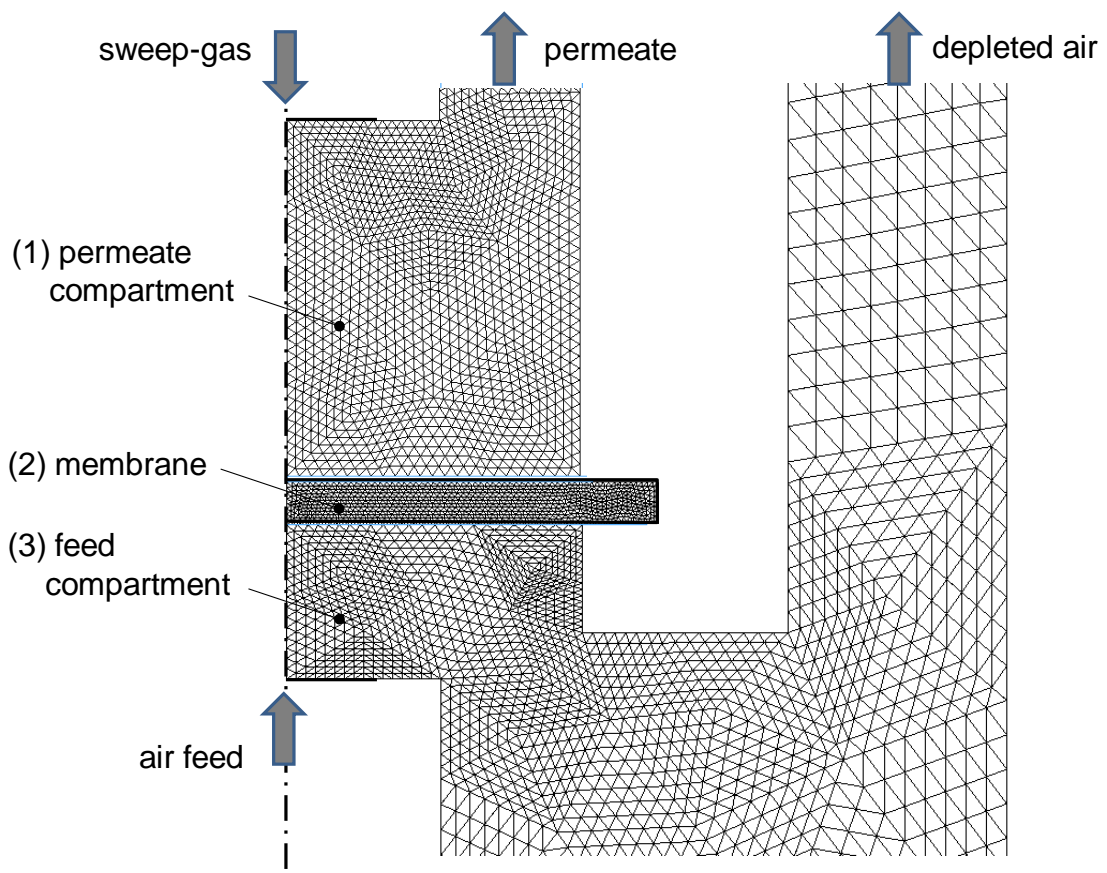 sweep-gas
permeate
depleted air
(1) permeate
compartment
(2) membrane
(3) feed
compartment
air feed